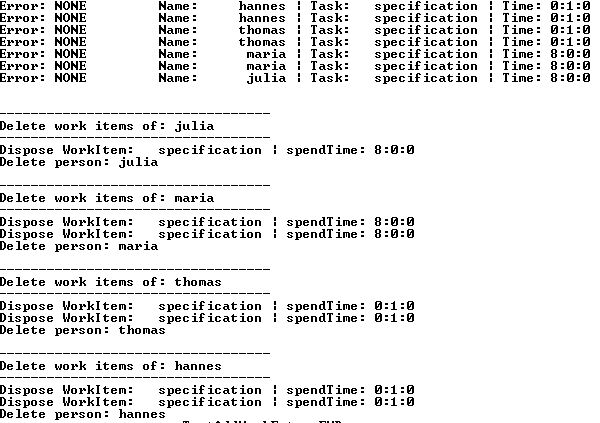 Error: NONE Name: hannes ¦ Task: specification ¦ Time: 0:1:0
Error: NONE Name: hannes ¦ Task: specification ¦ Time: 0:1:0
Error: NONE Name: thomas ¦ Task: specification ¦ Time: 0:1:0
Error: NONE Name: thomas ¦ Task: specification ¦ Time: 0:1:0
Error: NONE Name: maria ¦ Task: specification ¦ Time: 8:0:0
Error: NONE Name: maria ¦ Task: specification ¦ Time: 8:0:0
Error: NONE Name: julia ¦ Task: specification ¦ Time: 8:0:0
----------------------------------
Delete work items of: julia
----------------------------------
Dispose WorkItem: specification ¦ spendTime: 8:0:0
Delete person: julia
----------------------------------
Delete work items of: maria
----------------------------------
Dispose WorkItem: specification ¦ spendTime: 8:0:0
Dispose WorkItem: specification ¦ spendTime: 8:0:0
Delete person: maria
----------------------------------
Delete work items of: thomas
----------------------------------
Dispose WorkItem: specification ¦ spendTime: 0:1:0
Dispose WorkItem: specification ¦ spendTime: 0:1:0
Delete person: thomas
----------------------------------
Delete work items of: hannes
----------------------------------
Dispose WorkItem: specification ¦ spendTime: 0:1:0
Dispose WorkItem: specification ¦ spendTime: 0:1:0
Delete person: hannes